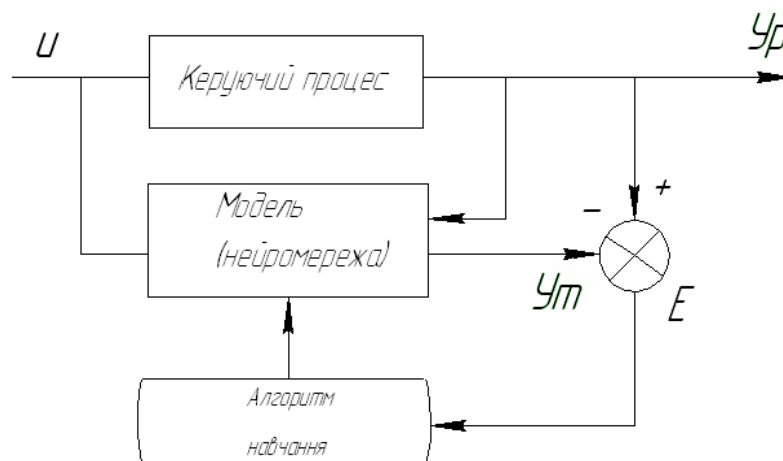 U
Керуючий процес
Yp
Модель
(нейромережа)
- +
Ym
E
Алгоритм
навчання